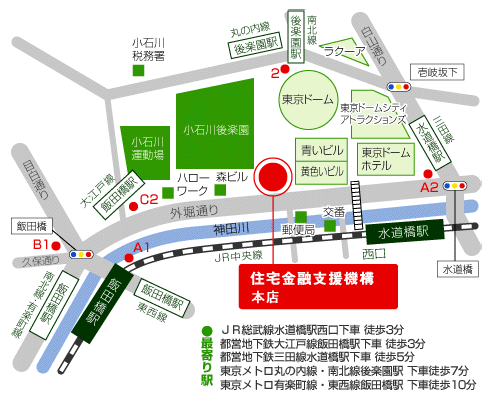 丸の内線
後楽園駅
後楽園駅
南北線
ラクーア
白山通り
小石川
税務署
2
壱岐坂下
東京ドーム
東京ドームシティ
アトラクションズ
三田線
水道橋駅
小石川後楽園
小石川
運動場
青いビル
黄色いビル
東京ドーム
ホテル
目白通り
大江戸線
飯田橋駅
ハロー
ワーク
森ビル
C2
A2
外堀通り
飯田橋
神田川
交番
郵便局
水道橋駅
B1
A1
久保通り
JR中央線
西口
水道橋
住宅金融支援機構
本店
南北線
有楽町線
飯田橋駅
飯田橋駅
飯田橋駅
東西線
●最寄り駅
JR総武線水道橋駅西口下車 徒歩3分
都営地下鉄大江戸線飯田橋駅下車 徒歩3分
都営地下鉄三田線水道橋駅下車 徒歩5分
東京メトロ丸の内線・南北線後楽園駅 下車徒歩7分
東京メトロ有楽町線・東西線飯田橋駅 下車徒歩10分